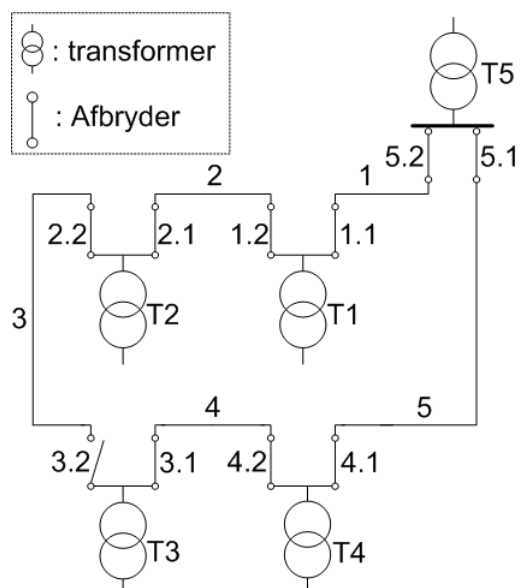 : transformer
: Afbryder
T5
5.2
5.1
2
1
2.2
2.1
1.2
1.1
T2
T1
3
4
5
3.2
3.1
4.2
4.1
T3
T4